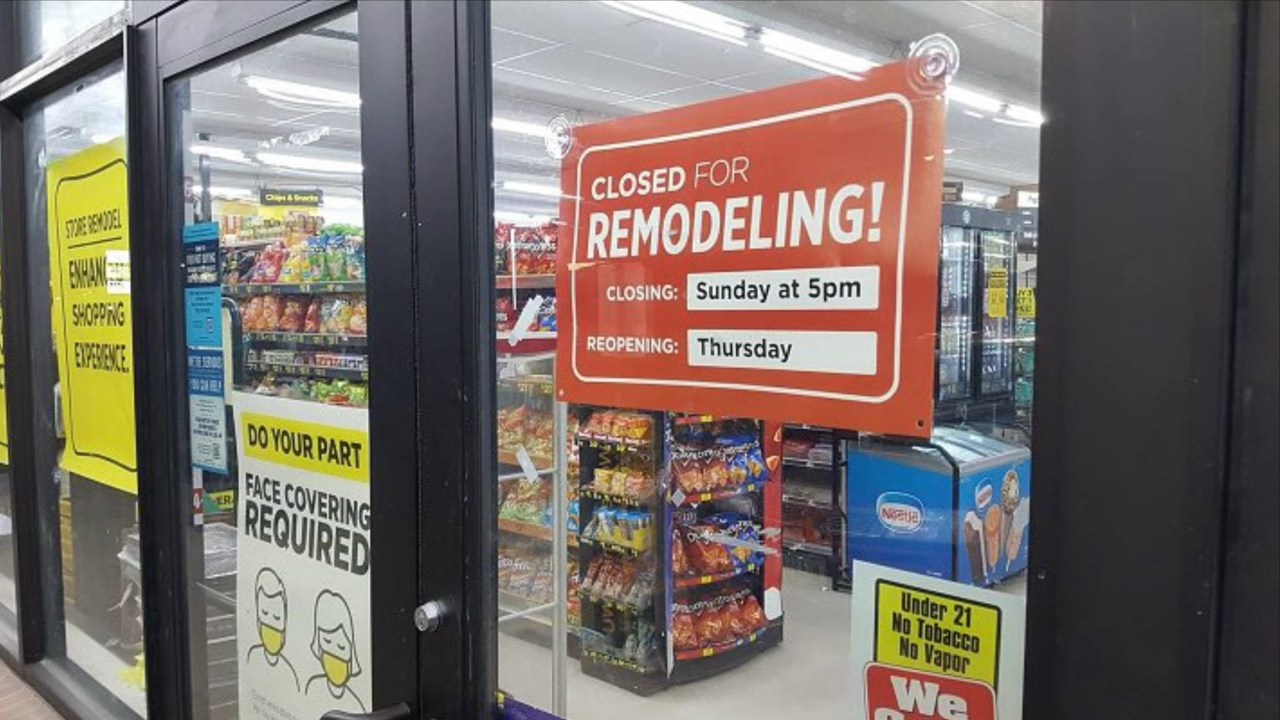 STORE REMODEL
ENHAN
SHOPPING
EXPERIENCE.
Chips & Snacks
DO YOUR PART
FACE COVERING
REQUIRED
CLOSED FOR
REMODELING!
CLOSING: Sunday at 5pm
REOPENING: Thursday
Nestlé
Under 21
No Tobacco
No Vapor
We